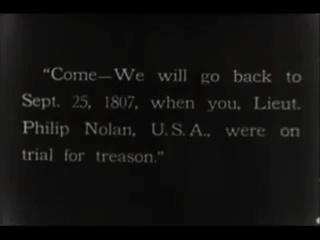 "Come—We will go back to
Sept. 25, 1807, when you, Lieut.
Philip Nolan, U.S.A., were on
trial for treason."